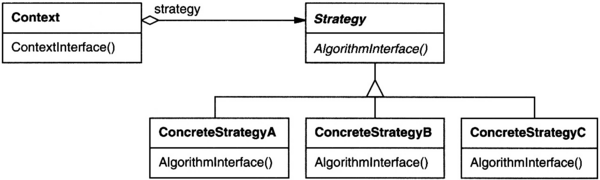 Context
strategy
Strategy
ContextInterface()
AlgorithmInterface()
ConcreteStrategyA
ConcreteStrategyB
ConcreteStrategyC
AlgorithmInterface()
AlgorithmInterface()
AlgorithmInterface()